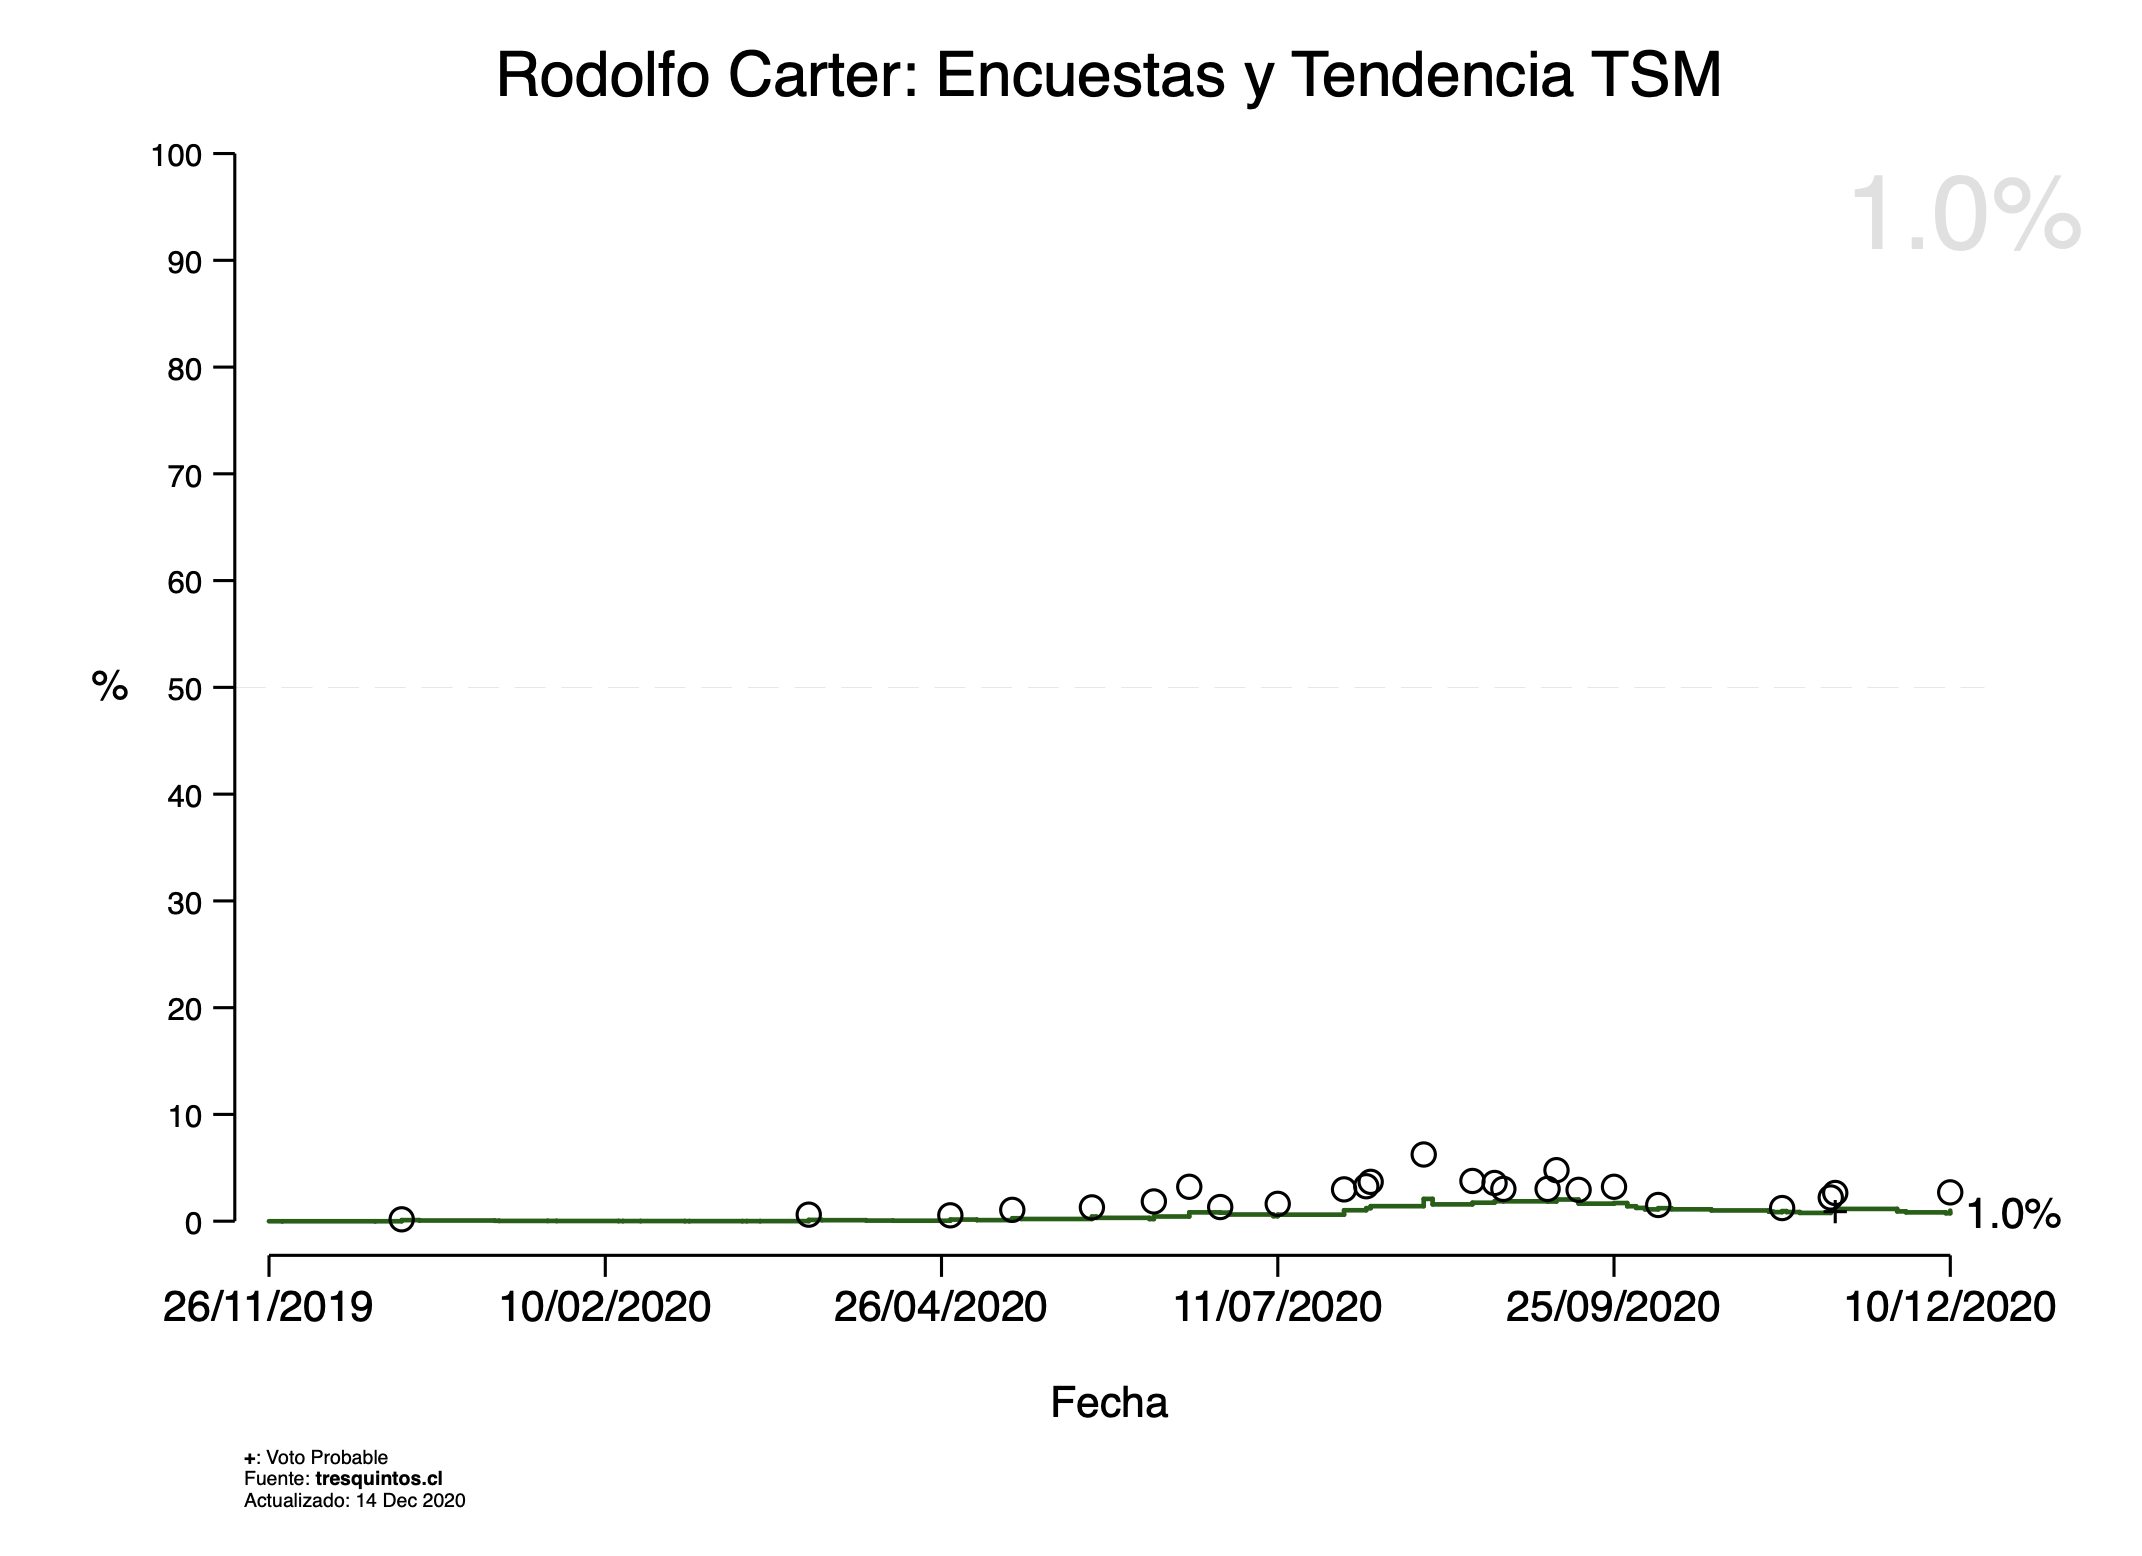 Rodolfo Carter: Encuestas y Tendencia TSM
1.0%
100
90
80
70
60
50
40
30
20
10
0
%
1.0%
26/11/2019 10/02/2020 26/04/2020 11/07/2020 25/09/2020 10/12/2020
Fecha
+: Voto Probable
Fuente: tresquintos.cl
Actualizado: 14 Dec 2020